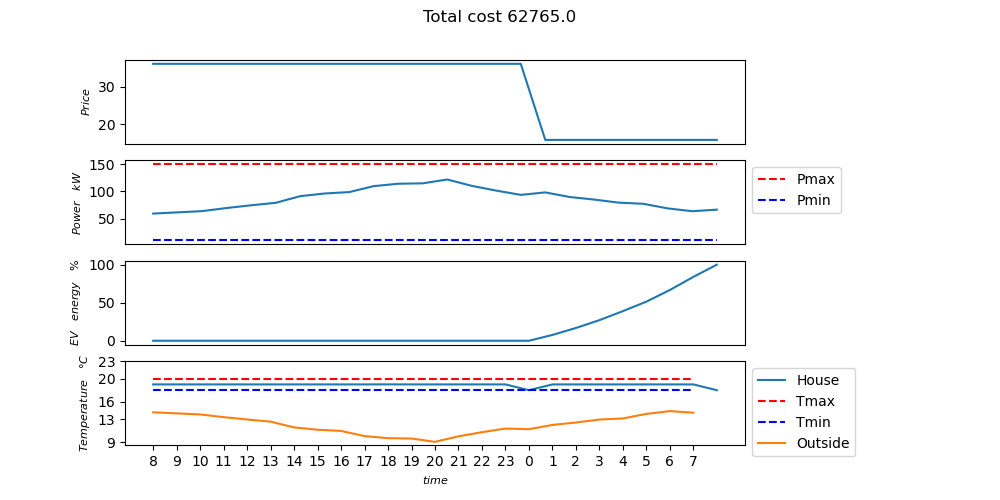 Total cost 62765.0
30
20
Price
150
100
50
Power kW
Pmax
Pmin
100
50
0
EV energy %
23
20
16
13
9
Temperature °C
House
Tmax
Tmin
Outside
8 9 10 11 12 13 14 15 16 17 18 19 20 21 22 23 0 1 2 3 4 5 6 7
time